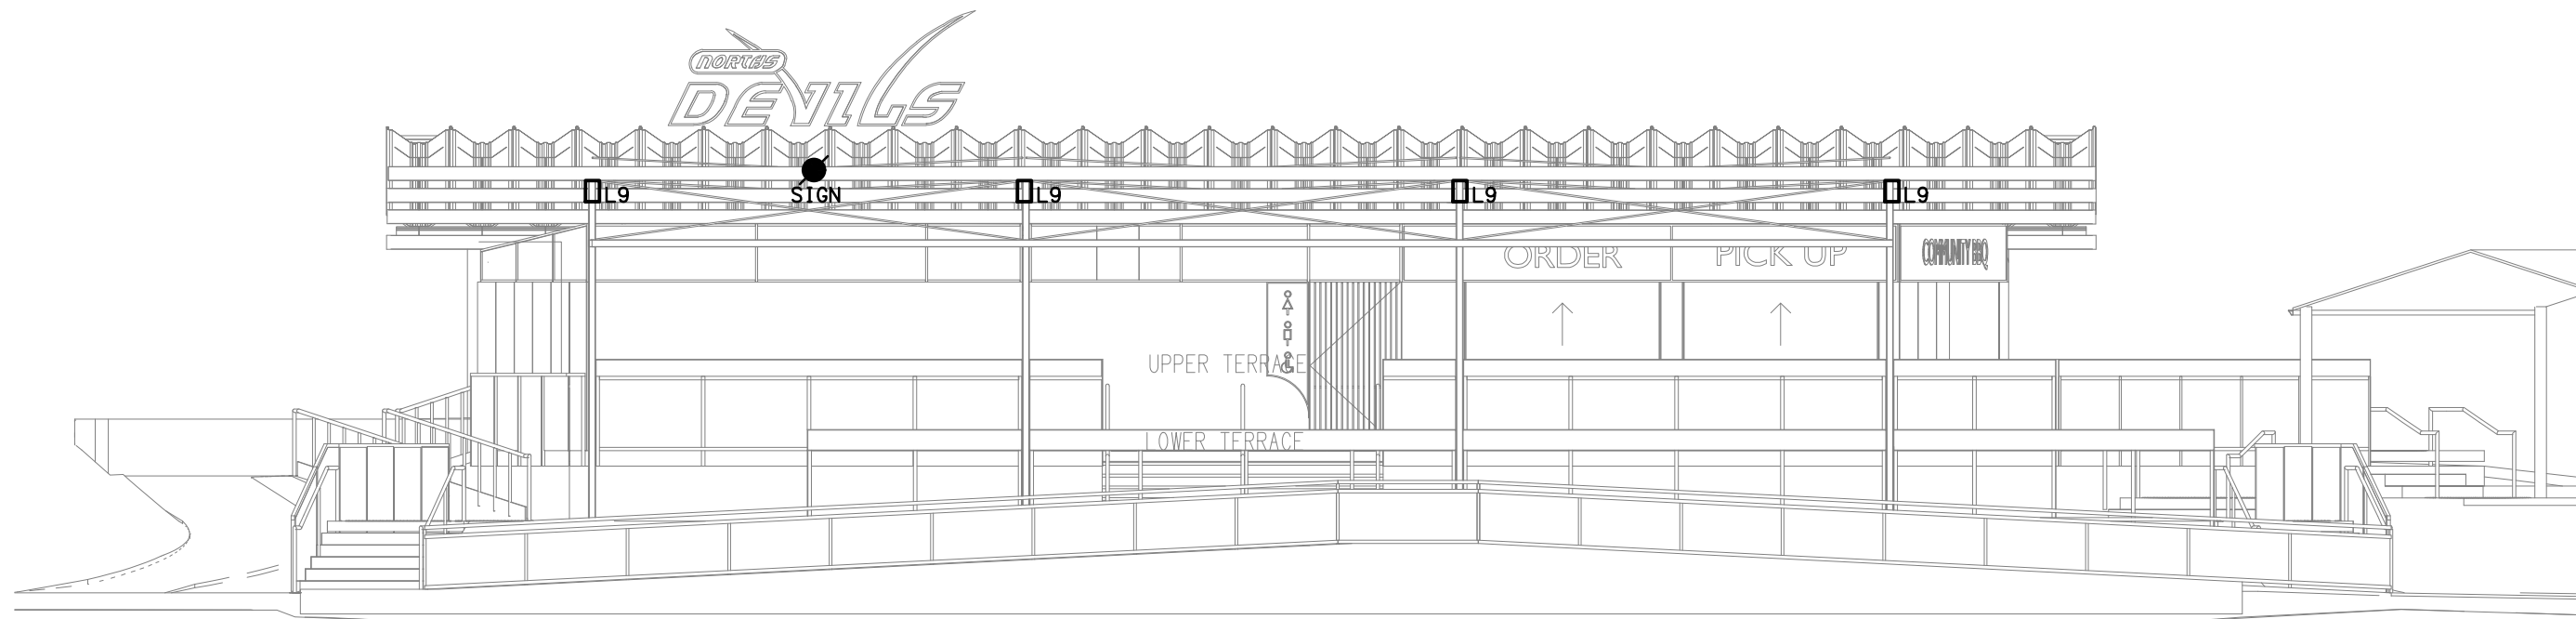 NORTHS
DEVILS
L9
SIGN
L9
L9
L9
ORDER
PICK UP
COMMUNITY BBQ
UPPER TERRACE
LOWER TERRACE